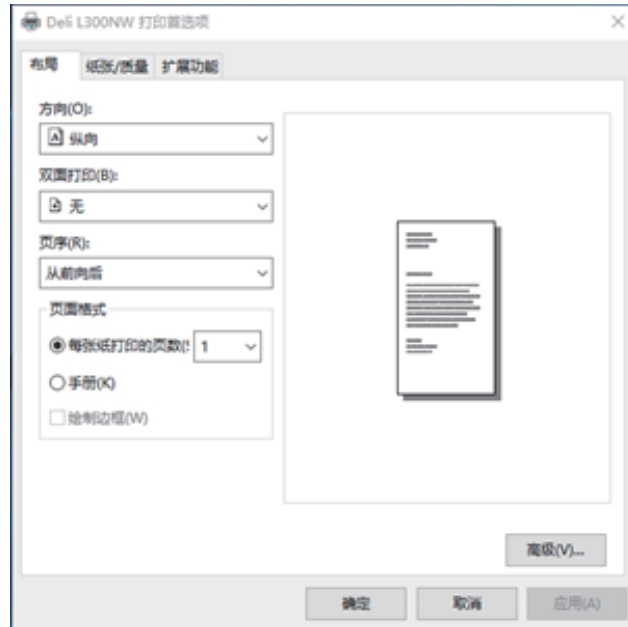 Deli L300NW 打印首选项
布局 纸张/质量 扩展功能
方向(O):
纵向
双面打印(B):
无
页序(R):
从前向后
页面格式
每张纸打印的页数(S 1
手册(K)
绘制边框(W)
高级(V)...
确定 取消 应用(A)